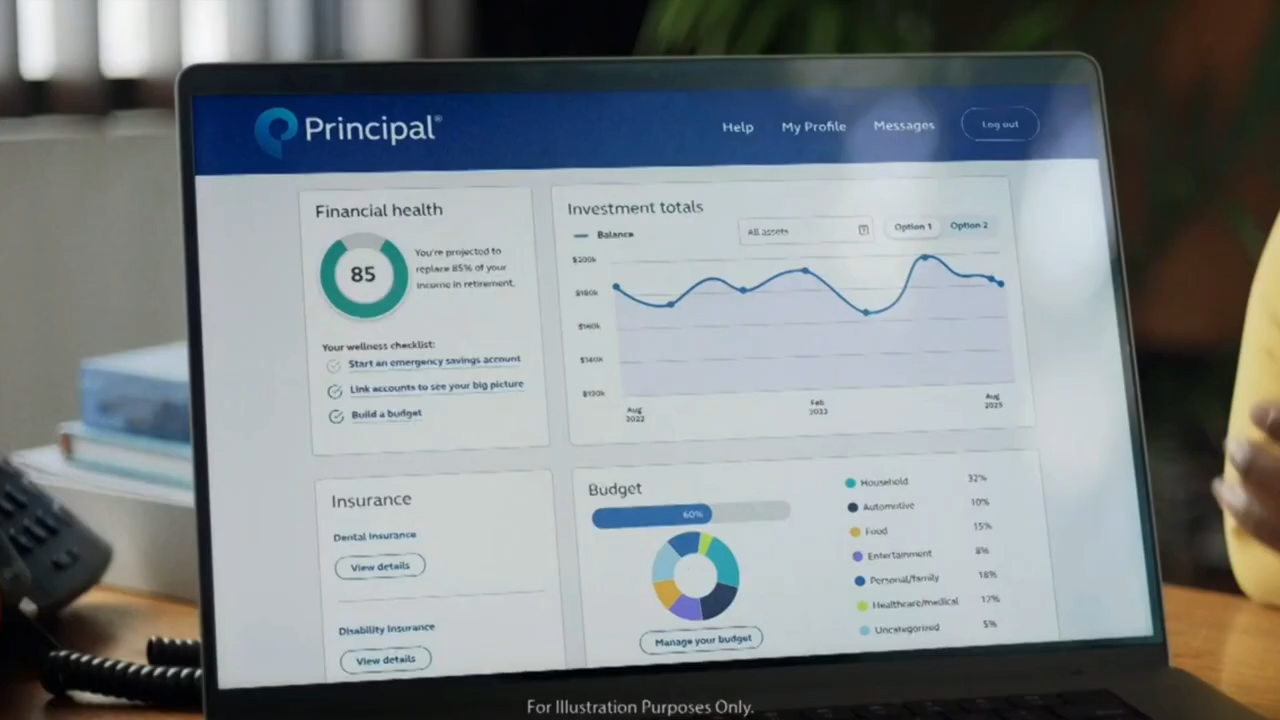 Principal®
Help
My Profile
Messages
Log out
Financial health
85
You're projected to
replace 85% of your
income in retirement.
Your wellness checklist:
Start an emergency savings account
Link accounts to see your big picture
Build a budget
Investment totals
Balance
All assets
Option 1
Option 2
$200k
$180k
$160k
$140k
$120k
Aug
2022
Feb
2023
Aug
2023
Insurance
Dental Insurance
View details
Disability Insurance
View details
Budget
60%
Manage your budget
Household 32%
Automotive 10%
Food 15%
Entertainment 8%
Personal/family 18%
Healthcare/medical 12%
Uncategorized 5%
For Illustration Purposes Only.